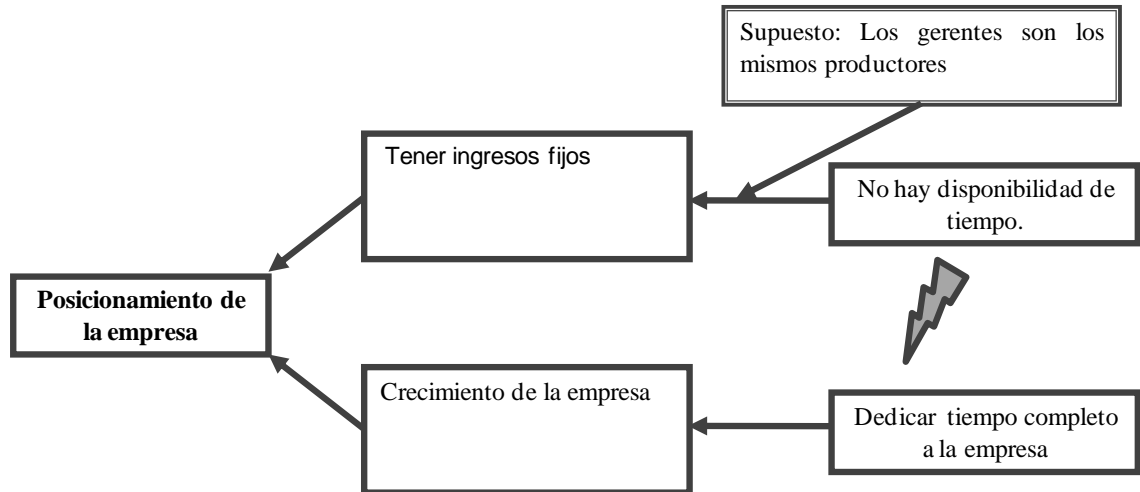 Supuesto: Los gerentes son los
mismos productores
Tener ingresos fijos
No hay disponibilidad de
tiempo.
Posicionamiento de
la empresa
Crecimiento de la empresa
Dedicar tiempo completo
a la empresa